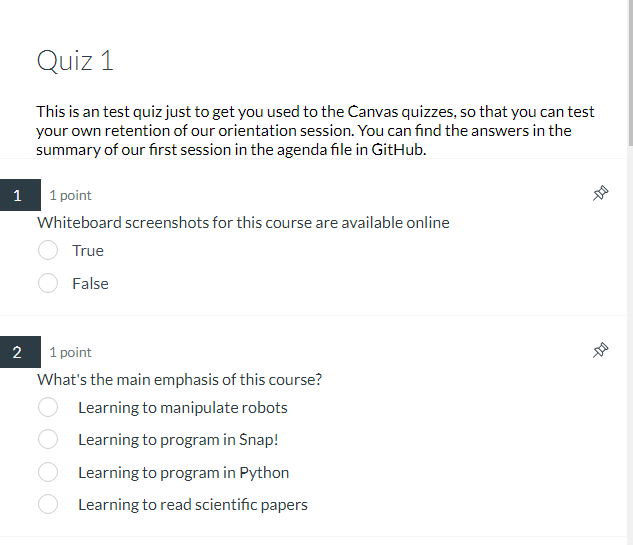 Quiz 1
This is an test quiz just to get you used to the Canvas quizzes, so that you can test
your own retention of our orientation session. You can find the answers in the
summary of our first session in the agenda file in GitHub.
1 1 point
Whiteboard screenshots for this course are available online
True
False
2 1 point
What's the main emphasis of this course?
Learning to manipulate robots
Learning to program in Snap!
Learning to program in Python
Learning to read scientific papers